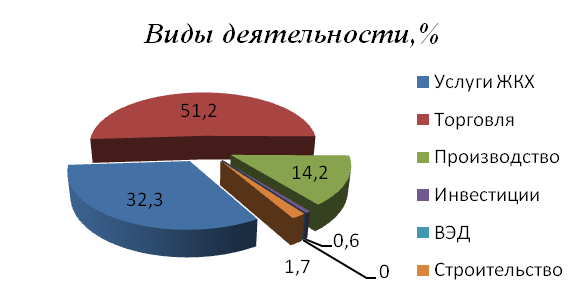 Виды деятельности,%
51,2
14,2
32,3
0,6
0
1,7
Услуги ЖКХ
Торговля
Производство
Инвестиции
ВЭД
Строительство